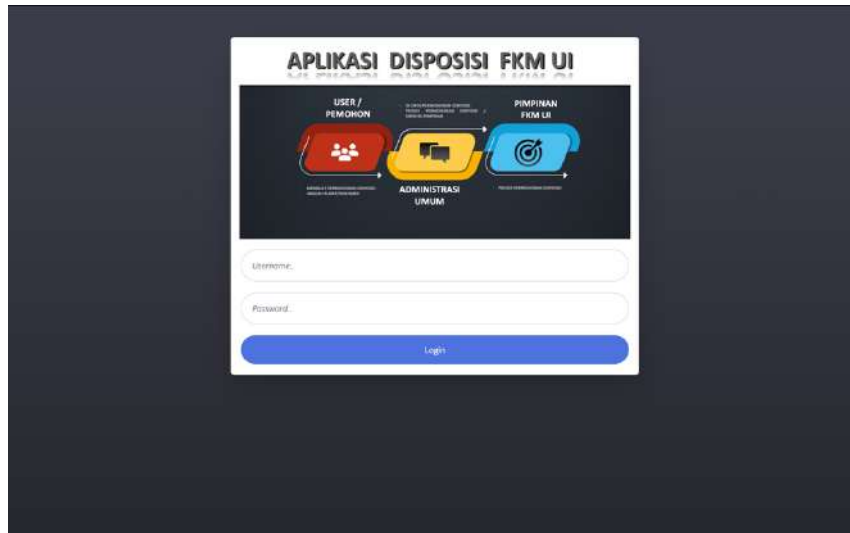 APLIKASI DISPOSISI FKM UI
USER /
PEMOHON
PIMPINAN
FKM UI
ADMINISTRASI
UMUM
Username..
Password..
Login